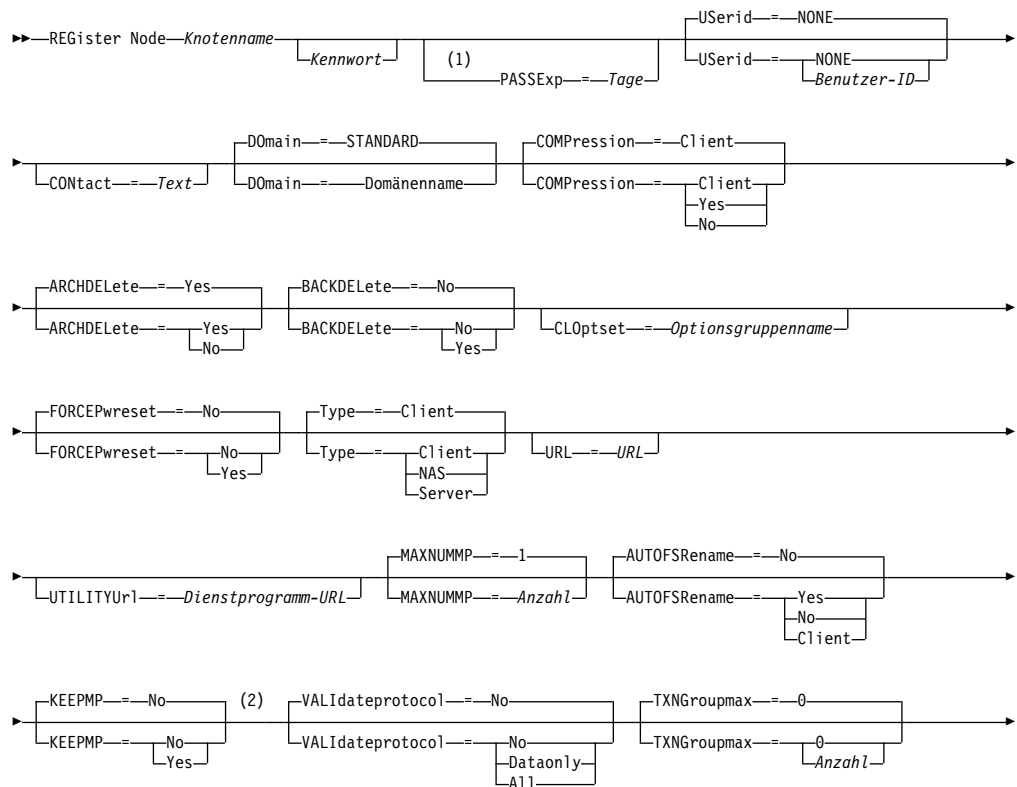 USerid = NONE
REGister Node Knotenname
Kennwort
(1)
PASSExp = Tage
USerid = NONE
Benutzer-ID
DOmain = STANDARD
COMPression = Client
CONtact = Text
DOmain = Domänenname
COMPression = Client
Yes
No
ARCHDELete = Yes
BACKDELete = No
ARCHDELete = Yes
No
BACKDELete = No
Yes
CLOptset = Optionsgruppenname
FORCEPwreset = No
Type = Client
FORCEPwreset = No
Yes
Type = Client
NAS
Server
URL = URL
MAXNUMMP = 1
AUTOFSRename = No
UTILITYUrl = Dienstprogramm-URL
MAXNUMMP = Anzahl
AUTOFSRename = Yes
No
Client
KEEPMP = No
(2)
VALIdateprotocol = No
TXNGroupmax = 0
KEEPMP = No
Yes
VALIdateprotocol = No
Dataonly
All
TXNGroupmax = 0
Anzahl